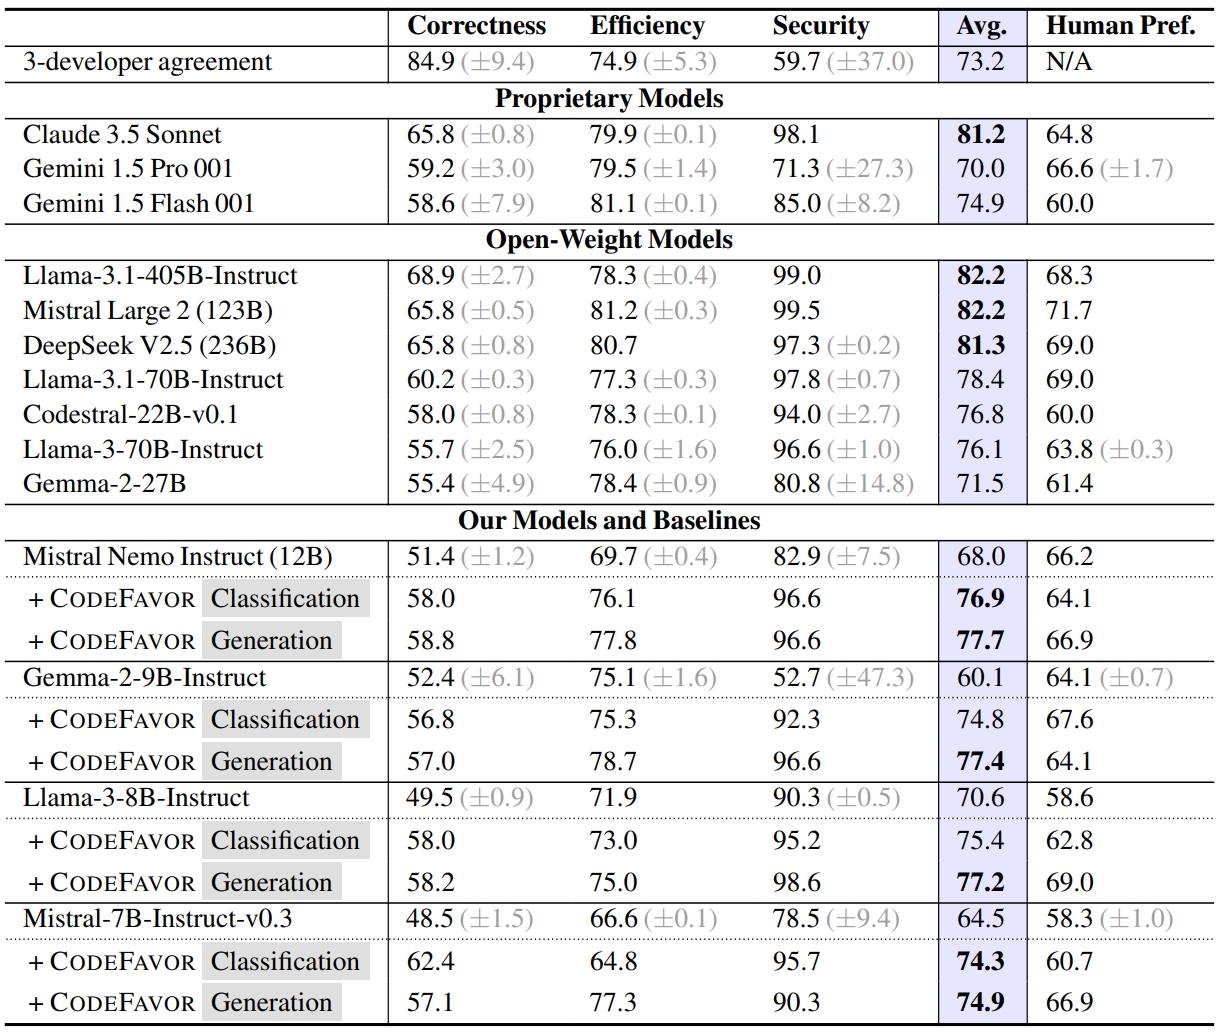 Correctness Efficiency Security Avg. Human Pref.
3-developer agreement 84.9 (±9.4) 74.9 (±5.3) 59.7 (±37.0) 73.2 N/A
Proprietary Models
Claude 3.5 Sonnet 65.8 (±0.8) 79.9 (±0.1) 98.1 81.2 64.8
Gemini 1.5 Pro 001 59.2 (±3.0) 79.5 (±1.4) 71.3 (±27.3) 70.0 66.6 (±1.7)
Gemini 1.5 Flash 001 58.6 (±7.9) 81.1 (±0.1) 85.0 (±8.2) 74.9 60.0
Open-Weight Models
Llama-3.1-405B-Instruct 68.9 (±2.7) 78.3 (±0.4) 99.0 82.2 68.3
Mistral Large 2 (123B) 65.8 (±0.5) 81.2 (±0.3) 99.5 82.2 71.7
DeepSeek V2.5 (236B) 65.8 (±0.8) 80.7 97.3 (±0.2) 81.3 69.0
Llama-3.1-70B-Instruct 60.2 (±0.3) 77.3 (±0.3) 97.8 (±0.7) 78.4 69.0
Codestral-22B-v0.1 58.0 (±0.8) 78.3 (±0.1) 94.0 (±2.7) 76.8 60.0
Llama-3-70B-Instruct 55.7 (±2.5) 76.0 (±1.6) 96.6 (±1.0) 76.1 63.8 (±0.3)
Gemma-2-27B 55.4 (±4.9) 78.4 (±0.9) 80.8 (±14.8) 71.5 61.4
Our Models and Baselines
Mistral Nemo Instruct (12B) 51.4 (±1.2) 69.7 (±0.4) 82.9 (±7.5) 68.0 66.2
+ CODEFAVOR Classification 58.0 76.1 96.6 76.9 64.1
+ CODEFAVOR Generation 58.8 77.8 96.6 77.7 66.9
Gemma-2-9B-Instruct 52.4 (±6.1) 75.1 (±1.6) 52.7 (±47.3) 60.1 64.1 (±0.7)
+ CODEFAVOR Classification 56.8 75.3 92.3 74.8 67.6
+ CODEFAVOR Generation 57.0 78.7 96.6 77.4 64.1
Llama-3-8B-Instruct 49.5 (±0.9) 71.9 90.3 (±0.5) 70.6 58.6
+ CODEFAVOR Classification 58.0 73.0 95.2 75.4 62.8
+ CODEFAVOR Generation 58.2 75.0 98.6 77.2 69.0
Mistral-7B-Instruct-v0.3 48.5 (±1.5) 66.6 (±0.1) 78.5 (±9.4) 64.5 58.3 (±1.0)
+ CODEFAVOR Classification 62.4 64.8 95.7 74.3 60.7
+ CODEFAVOR Generation 57.1 77.3 90.3 74.9 66.9